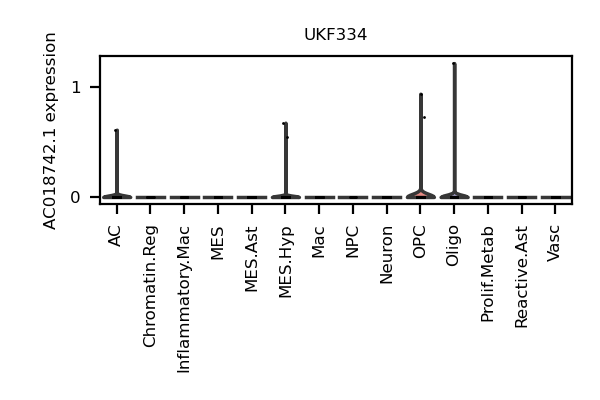 UKF334
AC018742.1 expression
1
0
AC
Chromatin.Reg
Inflammatory.Mac
MES
MES.Ast
MES.Hyp
Mac
NPC
Neuron
OPC
Oligo
Prolif.Metab
Reactive.Ast
Vasc